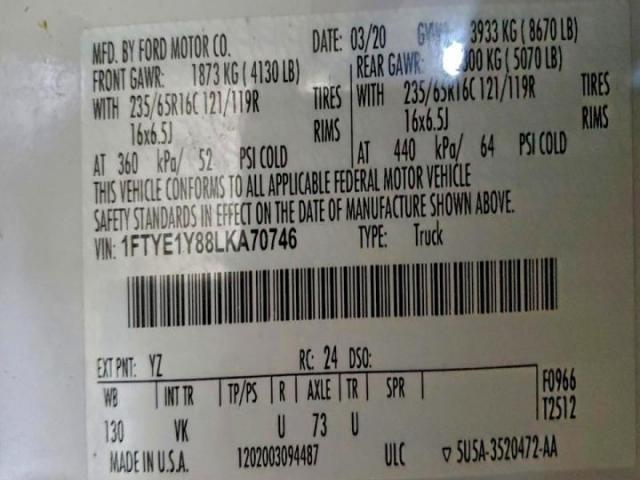 MFD. BY FORD MOTOR CO. DATE: 03/20 3933 KG ( 8670 LB)
FRONT GAWR: 1873 KG ( 4130 LB) REAR GAWR: KG ( 5070 LB)
WITH 235/65R16C 121/119R TIRES WITH 235/65R16C 121/119R TIRES
16x6.5J RIMS 16x6.5J RIMS
AT 360 kPa/ 52 PSI COLD AT 440 kPa/ 64 PSI COLD
THIS VEHICLE CONFORMS TO ALL APPLICABLE FEDERAL MOTOR VEHICLE
SAFETY STANDARDS IN EFFECT ON THE DATE OF MANUFACTURE SHOWN ABOVE.
VIN: 1FTYE1Y88LKA70746 TYPE: Truck
EXT PNT: YZ RC: 24 DSO:
WB INT TR TP/PS R AXLE TR SPR F0966
T2512
130 VK U 73 U
MADE IN U.S.A. 1202003094487 ULC 5U5A-3520472-AA